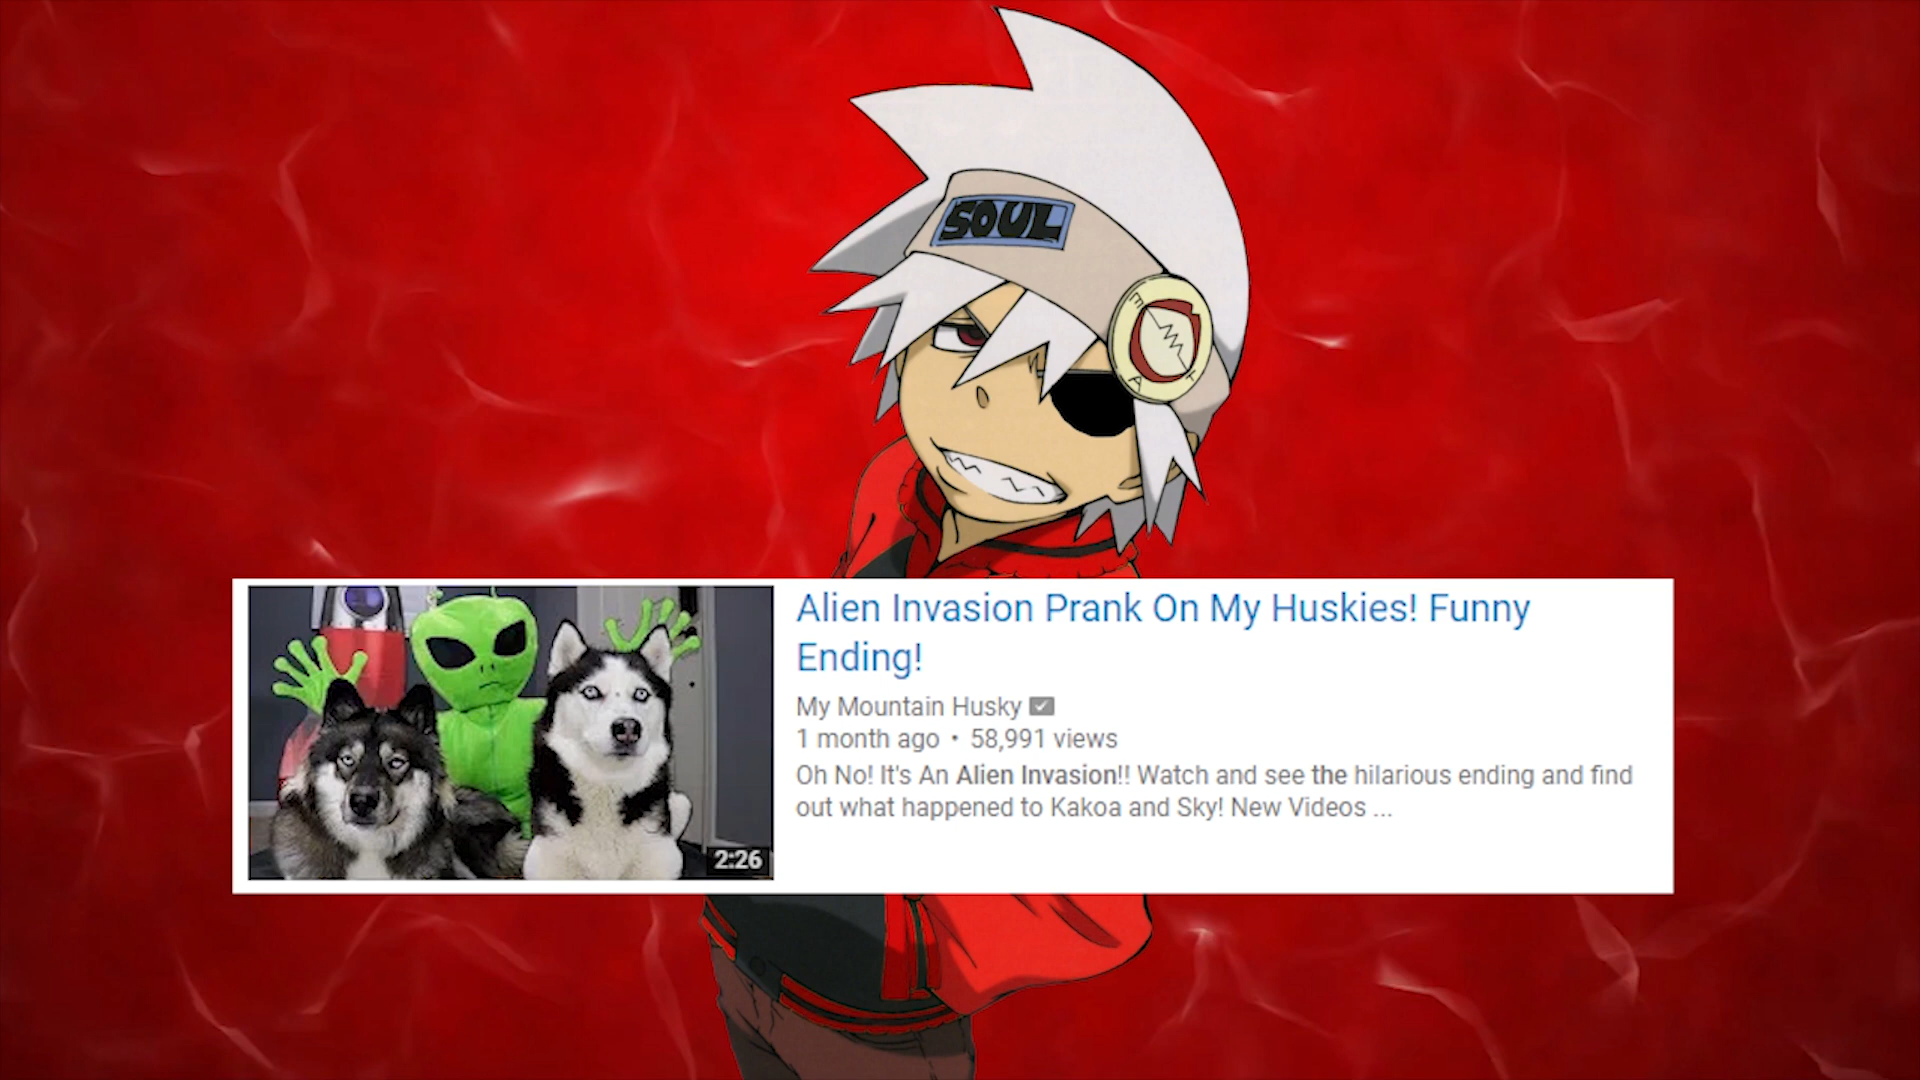 SOUL
E
A
T
Alien Invasion Prank On My Huskies! Funny
Ending!
My Mountain Husky
1 month ago • 58,991 views
Oh No! It's An Alien Invasion!! Watch and see the hilarious ending and find
out what happened to Kakoa and Sky! New Videos ...
2:26